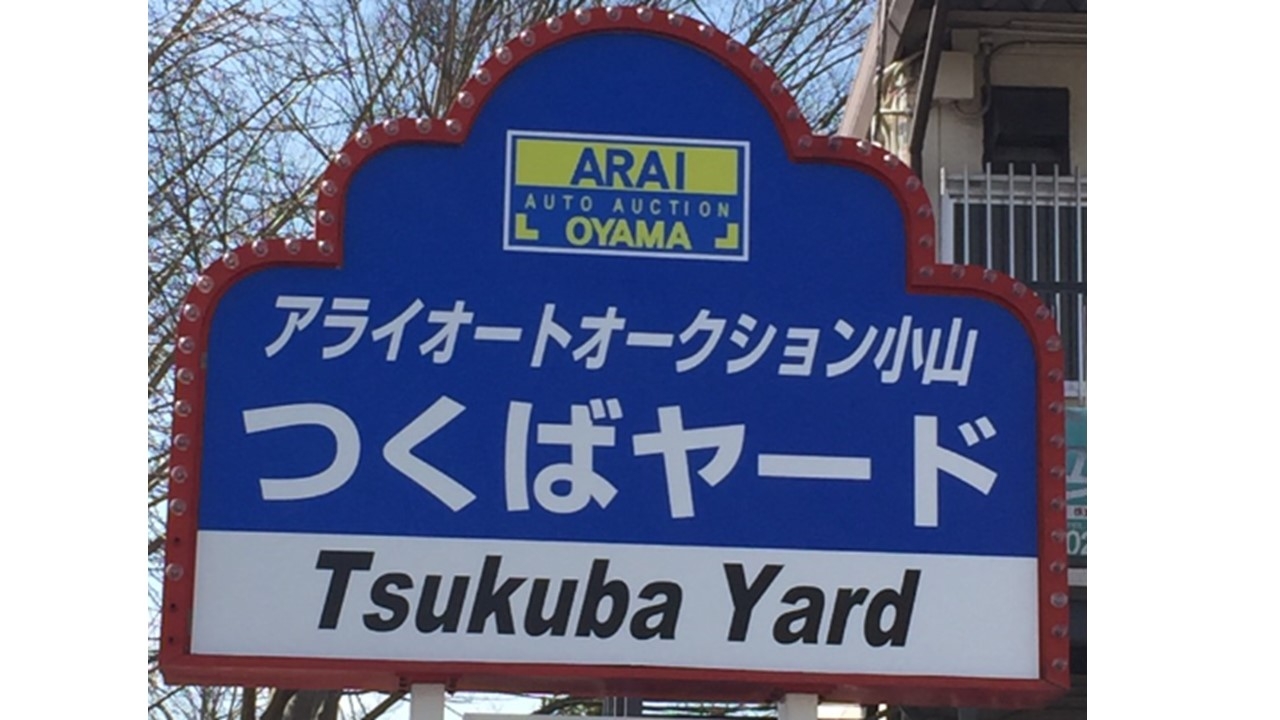 ARAI
AUTO AUCTION
OYAMA
アライオートオークション小山
つくばヤード
Tsukuba Yard